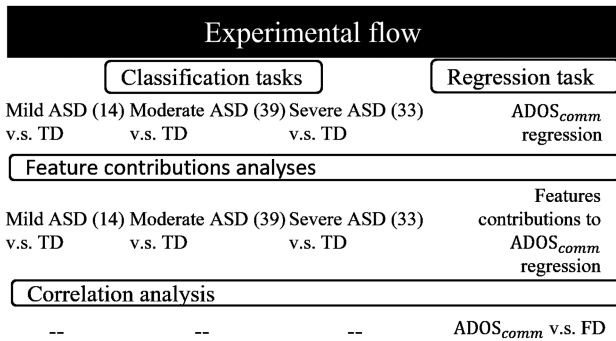 Experimental flow
Classification tasks
Regression task
Mild ASD (14) Moderate ASD (39) Severe ASD (33)
v.s. TD v.s. TD v.s. TD
ADOS_comm
regression
Feature contributions analyses
Mild ASD (14) Moderate ASD (39) Severe ASD (33)
v.s. TD v.s. TD v.s. TD
Features
contributions to
ADOS_comm
regression
Correlation analysis
-- -- -- ADOS_comm v.s. FD